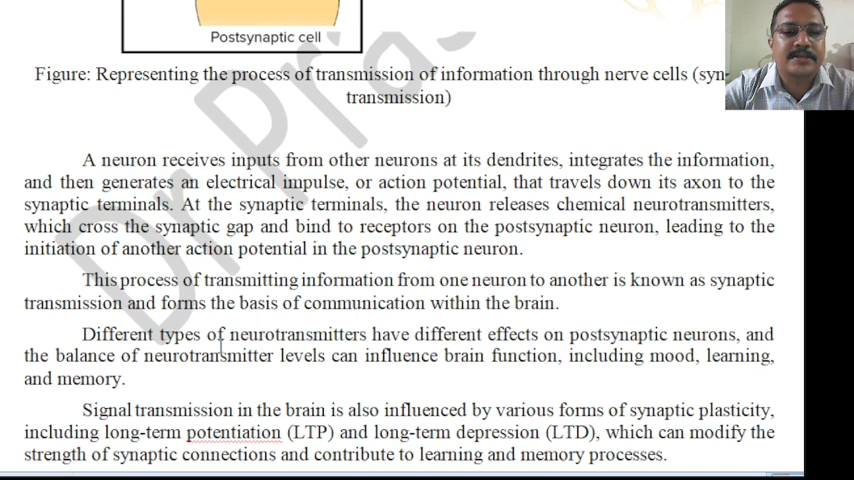 Postsynaptic cell
Figure: Representing the process of transmission of information through nerve cells (syn-
transmission)
A neuron receives inputs from other neurons at its dendrites, integrates the information,
and then generates an electrical impulse, or action potential, that travels down its axon to the
synaptic terminals. At the synaptic terminals, the neuron releases chemical neurotransmitters,
which cross the synaptic gap and bind to receptors on the postsynaptic neuron, leading to the
initiation of another action potential in the postsynaptic neuron.
This process of transmitting information from one neuron to another is known as synaptic
transmission and forms the basis of communication within the brain.
Different types of neurotransmitters have different effects on postsynaptic neurons, and
the balance of neurotransmitter levels can influence brain function, including mood, learning,
and memory.
Signal transmission in the brain is also influenced by various forms of synaptic plasticity,
including long-term potentiation (LTP) and long-term depression (LTD), which can modify the
strength of synaptic connections and contribute to learning and memory processes.
Dr Pras